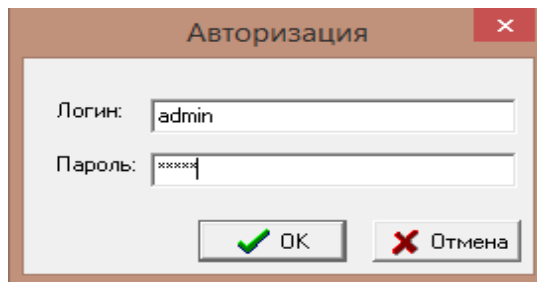 Авторизация
Логин: admin
Пароль: *****
OK Отмена